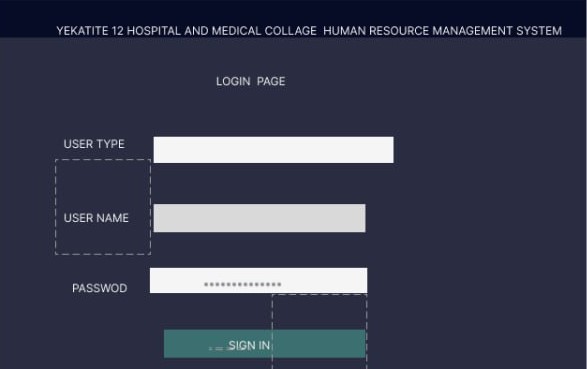 YEKATITE 12 HOSPITAL AND MEDICAL COLLAGE HUMAN RESOURCE MANAGEMENT SYSTEM
LOGIN PAGE
USER TYPE
USER NAME
PASSWOD
**************
SIGN IN